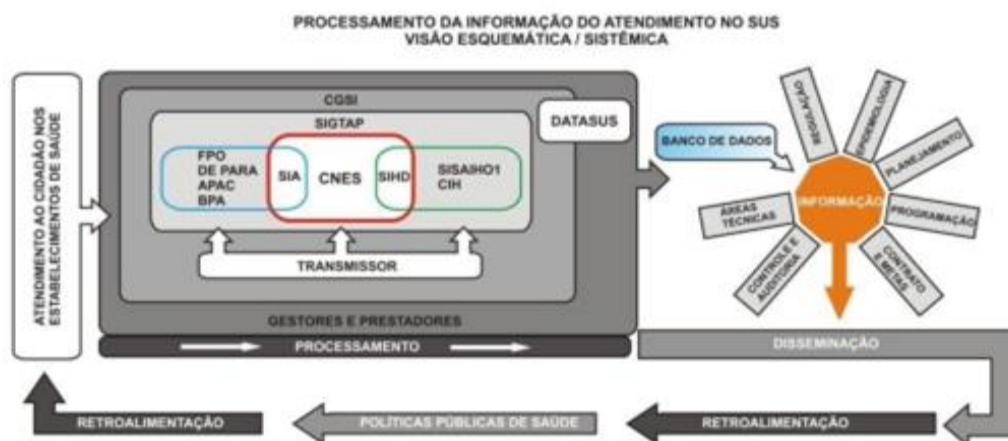 PROCESSAMENTO DA INFORMAÇÃO DO ATENDIMENTO NO SUS
VISÃO ESQUEMÁTICA / SISTÊMICA
ATENDIMENTO AO CIDADÃO NOS
ESTABELECIMENTOS DE SAÚDE
CGSI
SIGTAP
DATASUS
FPO
DE PARA
APAC
BPA
SIA
CNES
SIHD
SISAIHO1
CIH
TRANSMISSOR
GESTORES E PRESTADORES
PROCESSAMENTO
BANCO DE DADOS
REGULAÇÃO
EPIDEMIOLOGIA
PLANEJAMENTO
PROGRAMAÇÃO
CONTRATO
E METAS
CONTROLE E
AUDITORIA
ÁREAS
TÉCNICAS
INFORMAÇÃO
DISSEMINAÇÃO
RETROALIMENTAÇÃO
POLÍTICAS PÚBLICAS DE SAÚDE
RETROALIMENTAÇÃO